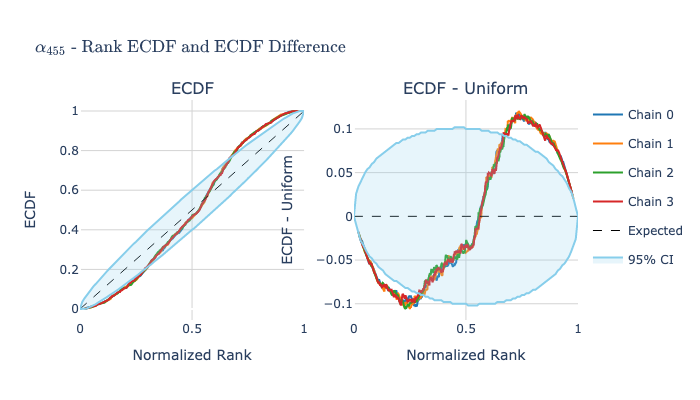 α₄₅₅ - Rank ECDF and ECDF Difference
ECDF
ECDF - Uniform
ECDF
1
0.8
0.6
0.4
0.2
0
0
0.5
1
Normalized Rank
ECDF - Uniform
0.1
0.05
0
−0.05
−0.1
0
0.5
1
Normalized Rank
Chain 0
Chain 1
Chain 2
Chain 3
Expected
95% CI